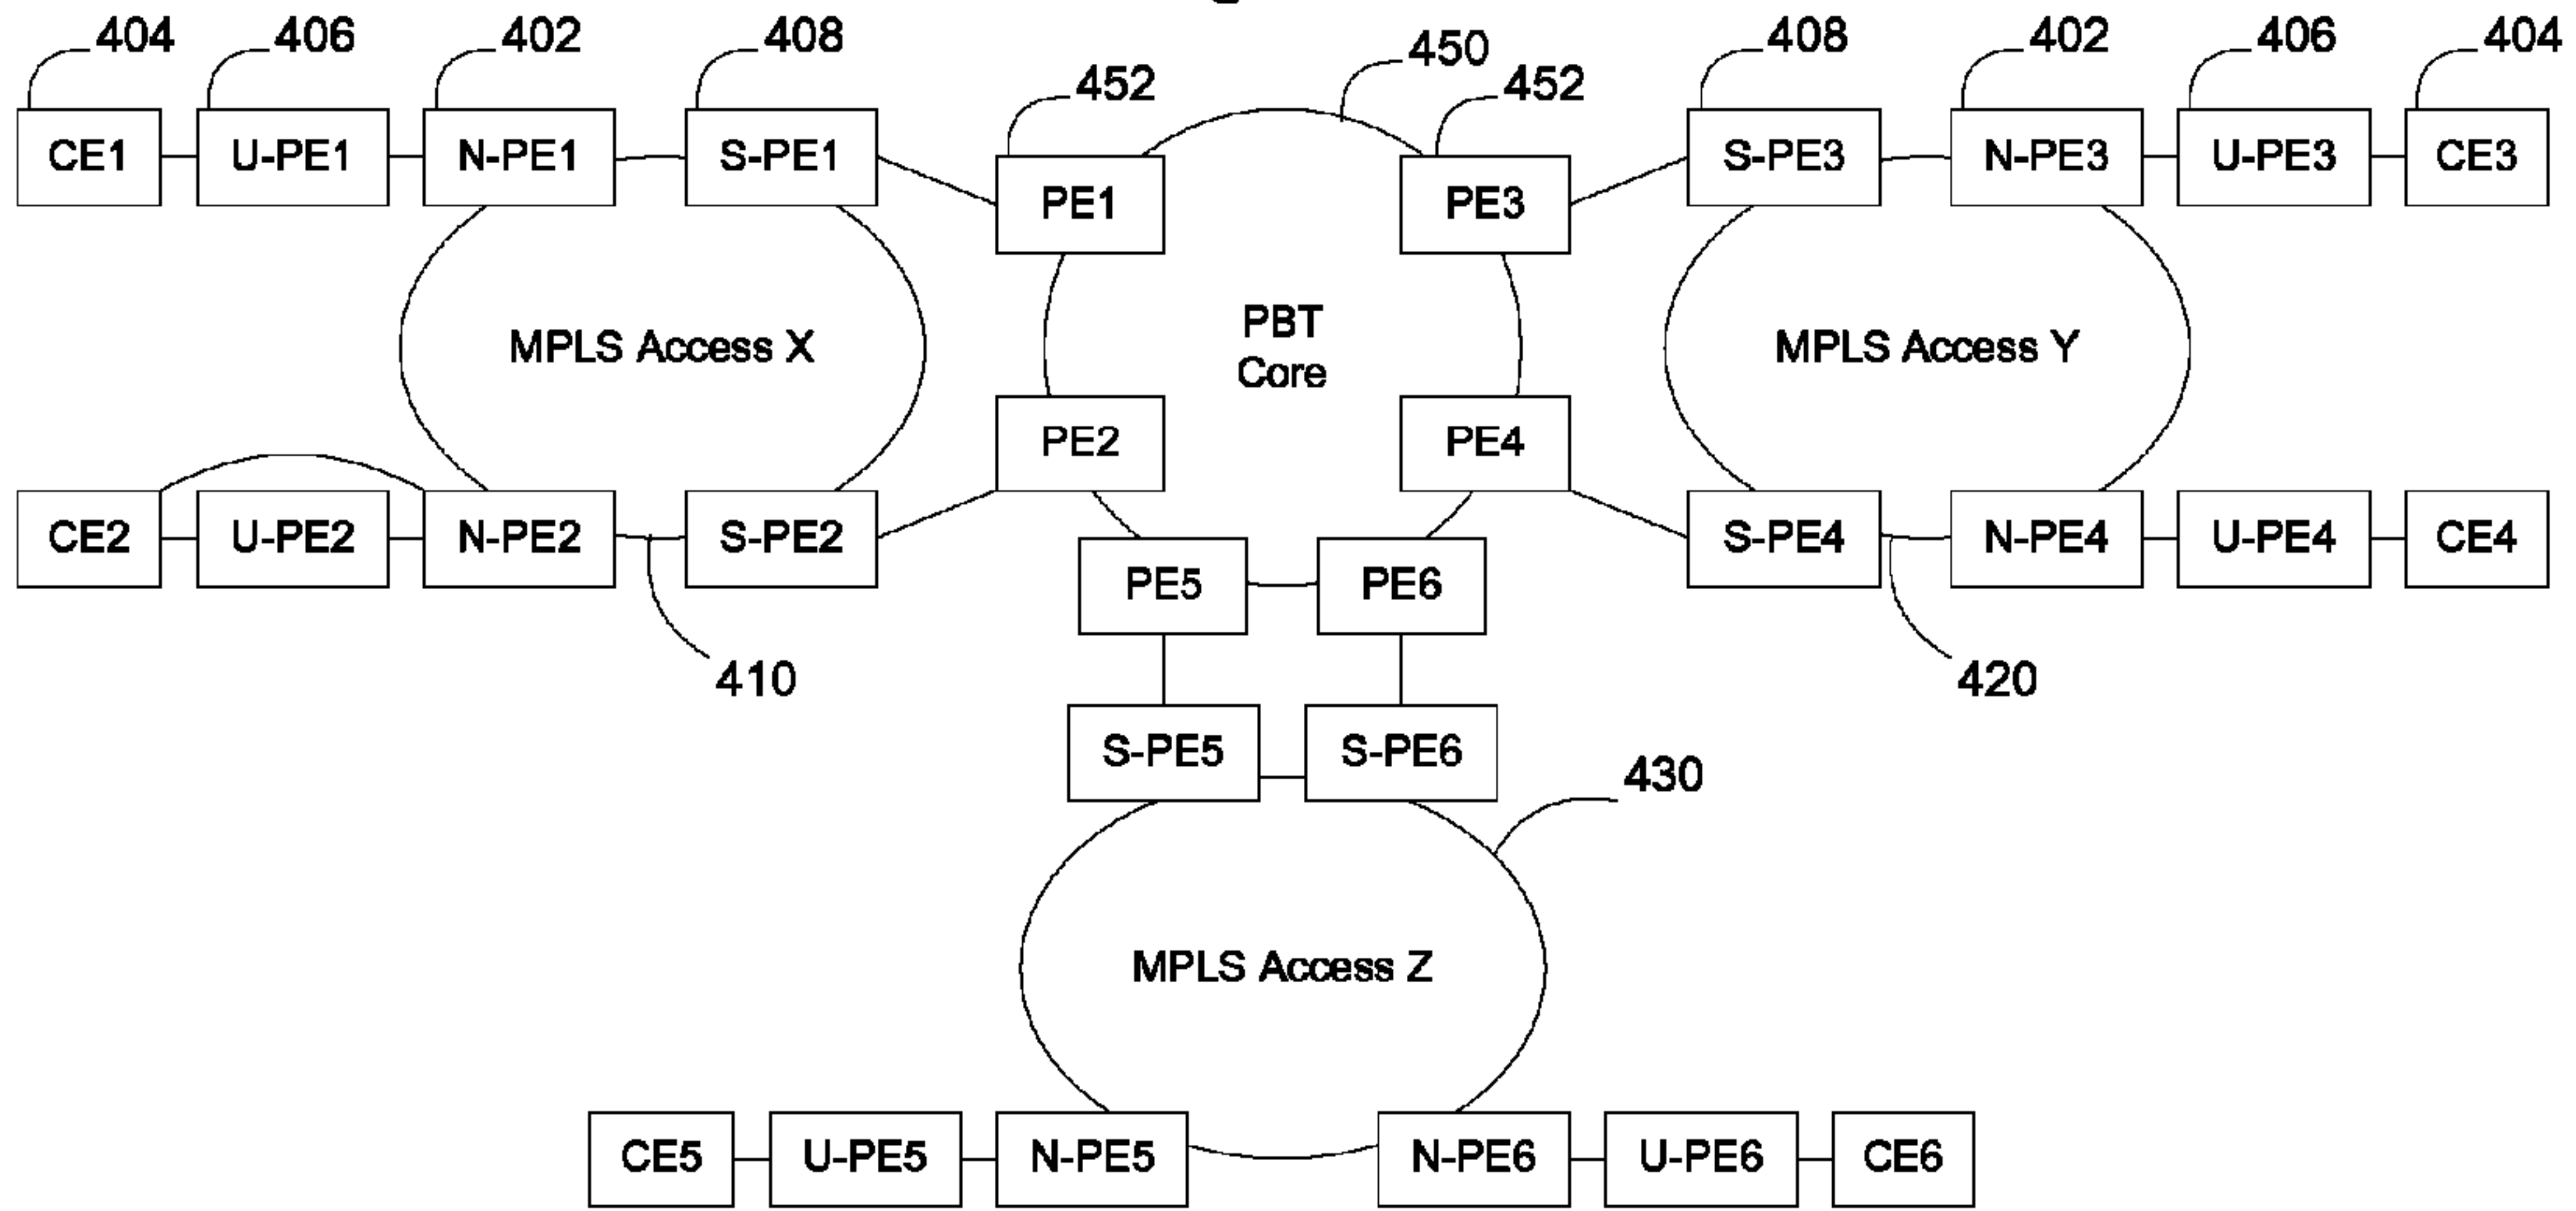 404 406 402 408 450 408 402 406 404
452 452
CE1 U-PE1 N-PE1 S-PE1 S-PE3 N-PE3 U-PE3 CE3
PE1 PE3
MPLS Access X
PBT
Core
MPLS Access Y
PE2 PE4
CE2 U-PE2 N-PE2 S-PE2 S-PE4 N-PE4 U-PE4 CE4
PE5 PE6
410 420
S-PE5 S-PE6
430
MPLS Access Z
CE5 U-PE5 N-PE5 N-PE6 U-PE6 CE6